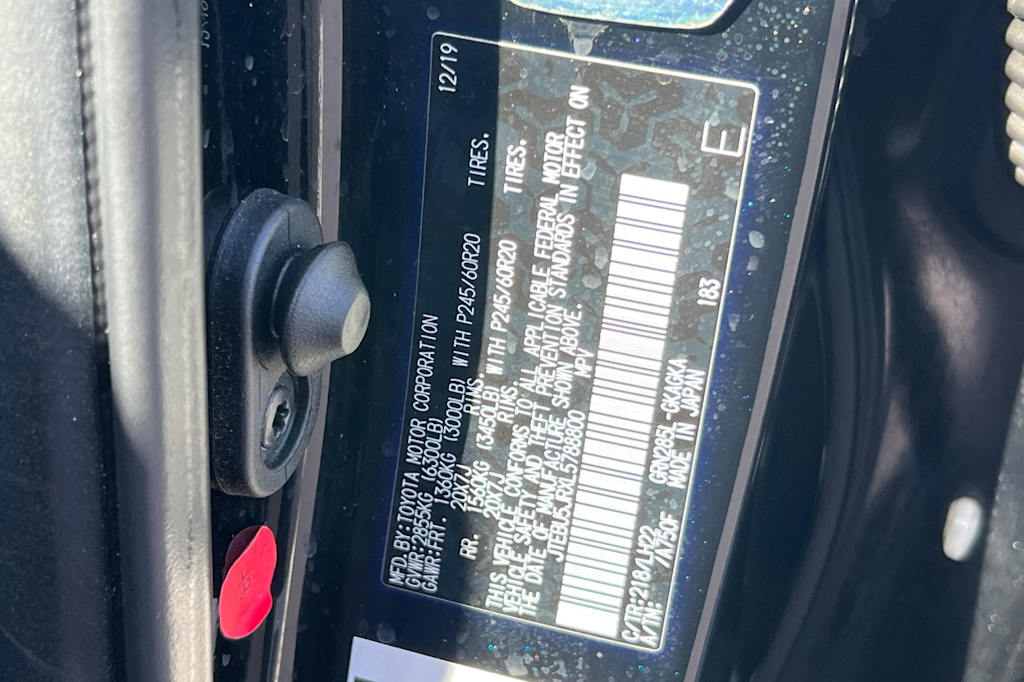 MFD. BY: TOYOTA MOTOR CORPORATION 12/19
GVWR: 2855KG (6300LB)
GAWR: FRT. 1360KG (3000LB) WITH P245/60R20 TIRES.
20X7J RIMS.
RR. 1560KG (3450LB) WITH P245/60R20 TIRES.
20X7J RIMS.
THIS VEHICLE CONFORMS TO ALL APPLICABLE FEDERAL MOTOR
VEHICLE SAFETY AND THEFT PREVENTION STANDARDS IN EFFECT ON
THE DATE OF MANUFACTURE SHOWN ABOVE.
JTEBU5JRXL5788800 MPV
C/TR: 218/LH22 GRN285L-GKAGKA 183
A/TM: /A750F MADE IN JAPAN
E